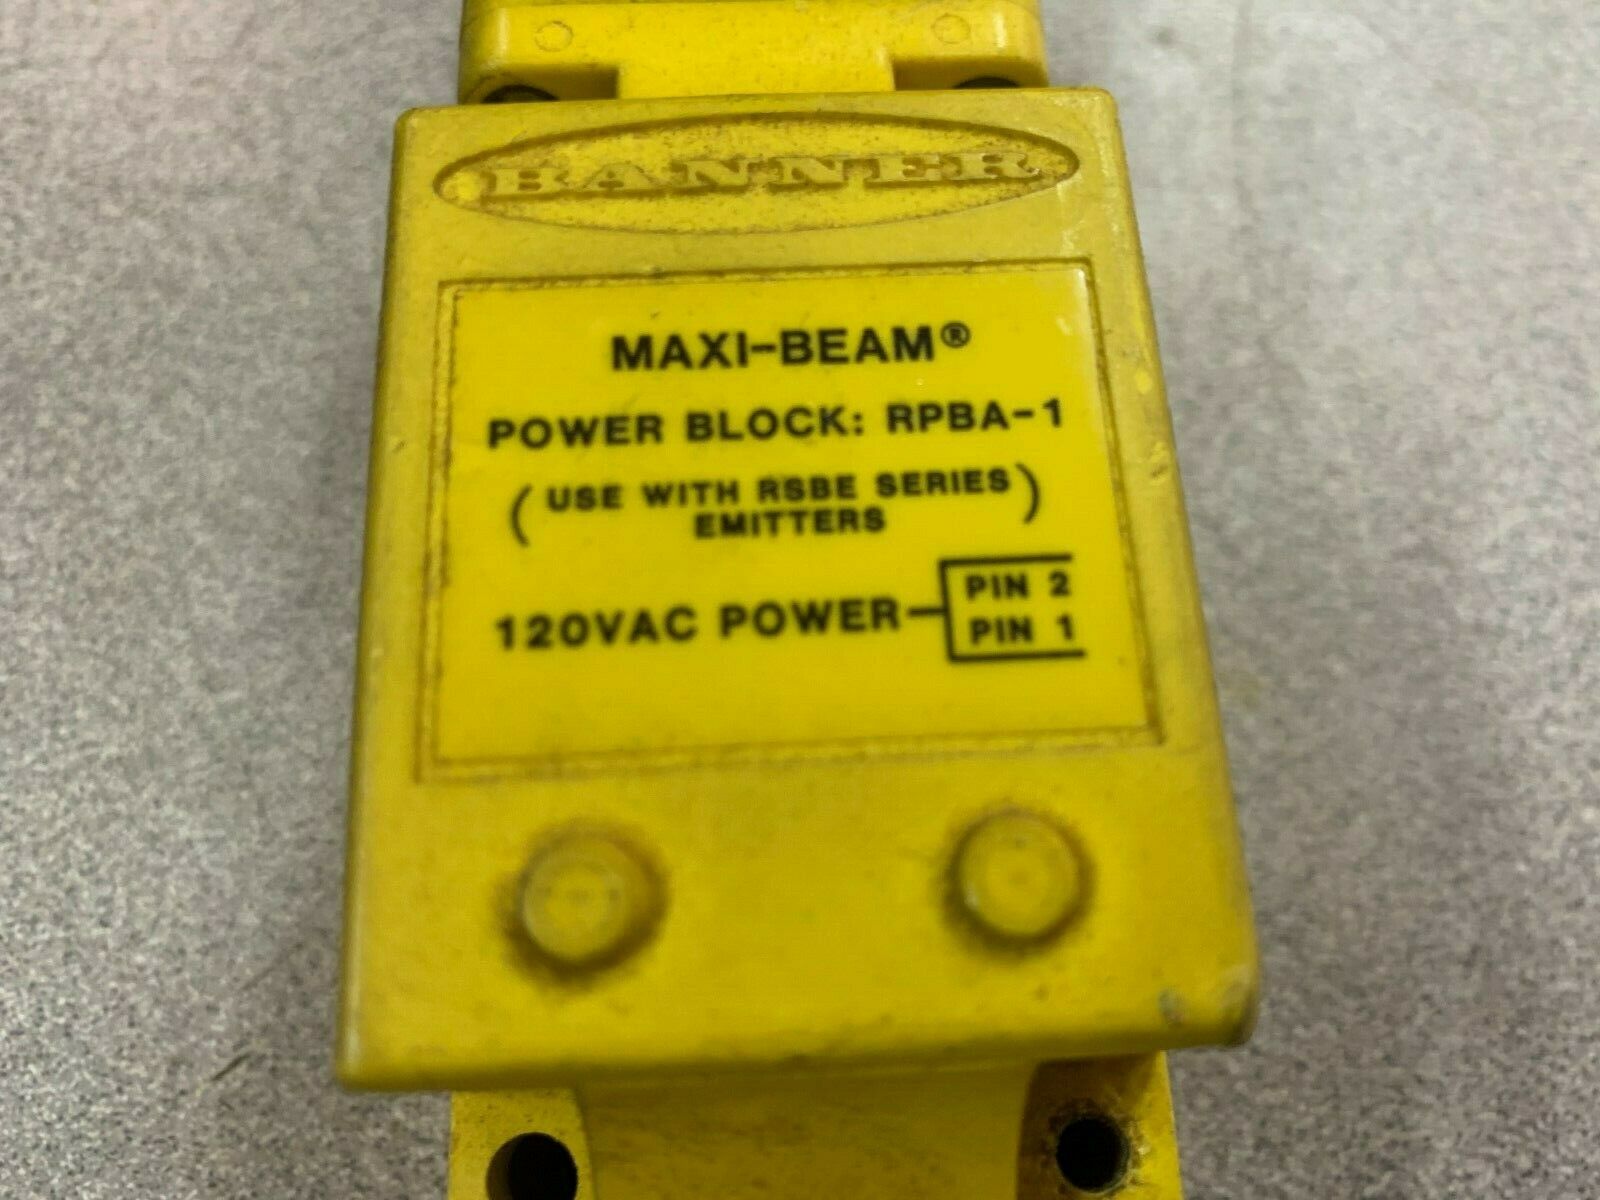 BANNER
MAXI-BEAM®
POWER BLOCK: RPBA-1
(USE WITH RSBE SERIES
EMITTERS)
120VAC POWER
PIN 2
PIN 1